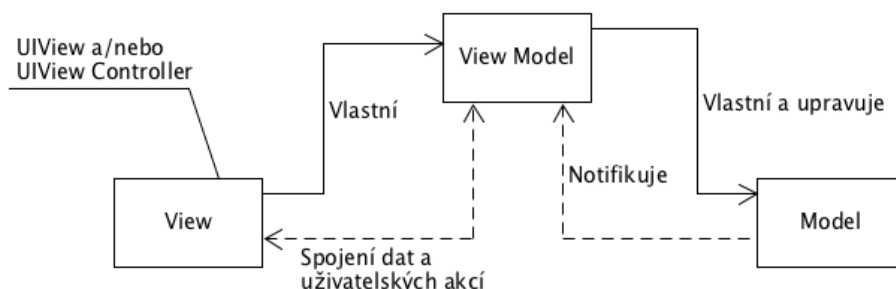 UIView a/nebo
UIView Controller
View Model
Vlastní
Vlastní a upravuje
Notifikuje
View
Model
Spojení dat a
uživatelských akcí